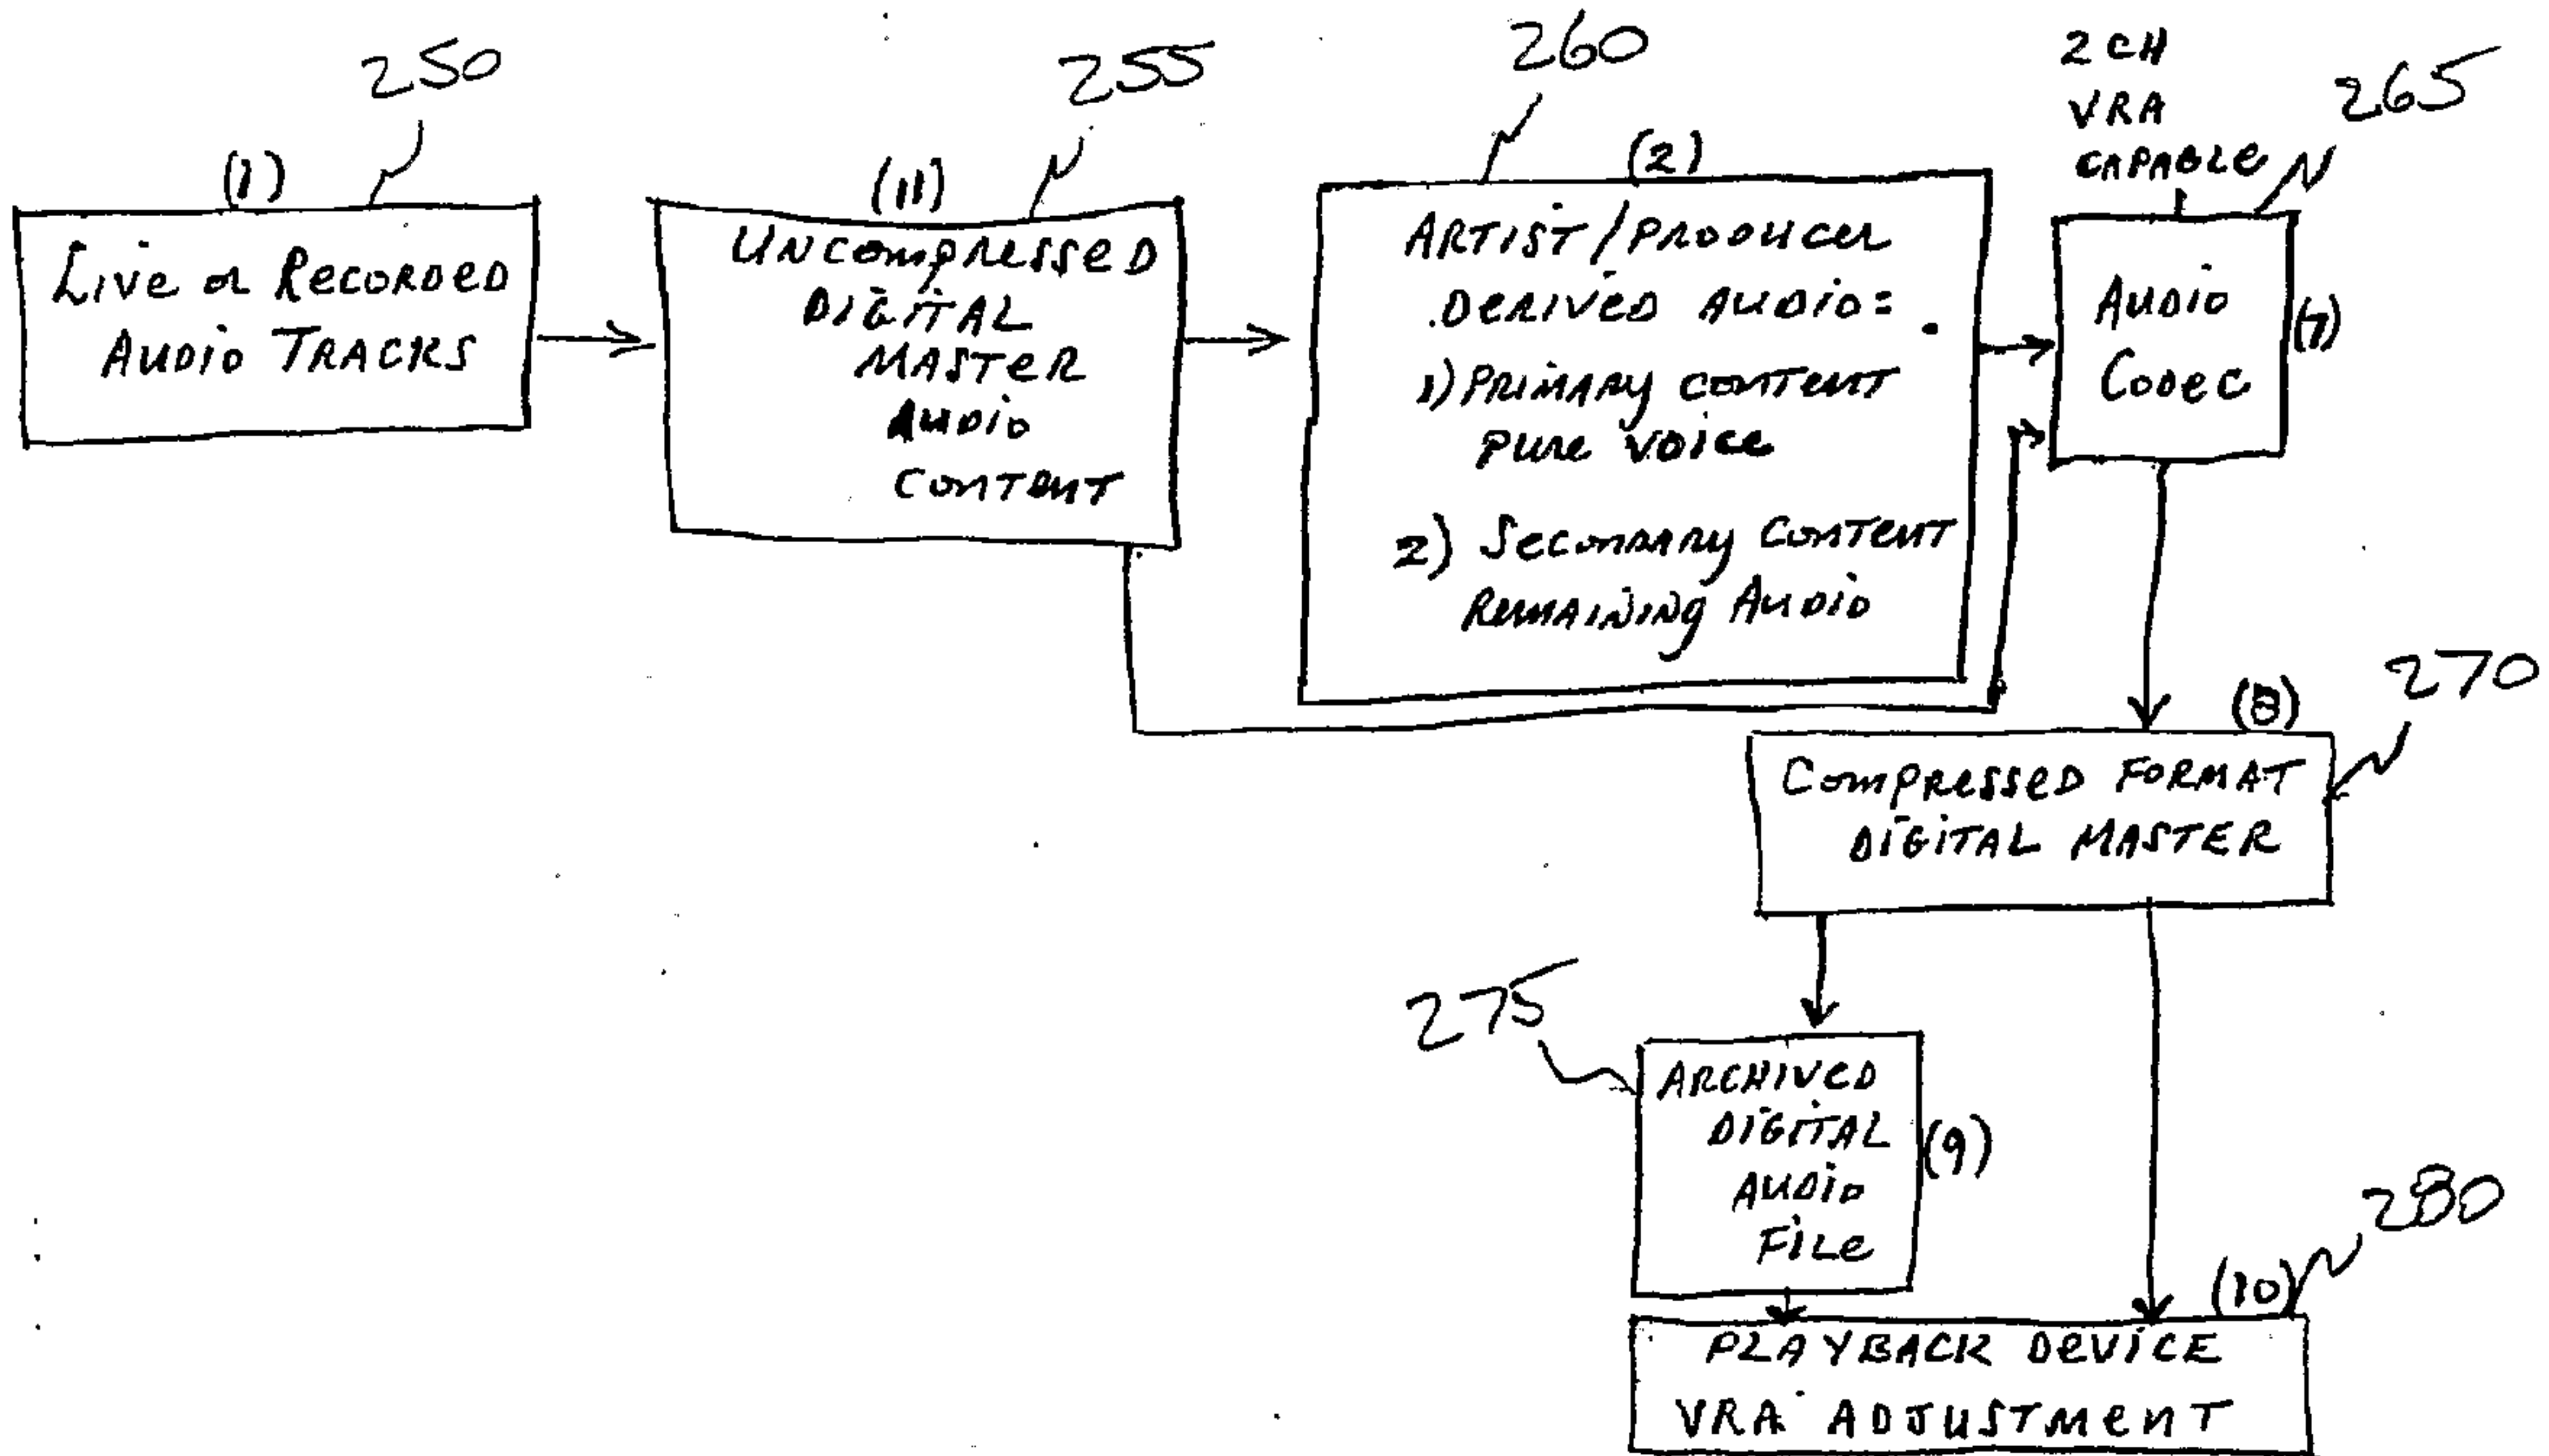 250
(1)
Live or Recorded
Audio Tracks
255
(11)
Uncompressed
Digital
Master
Audio
Content
260
(2)
Artist/Producer
Derived Audio:
1) Primary Content
Pure Voice
2) Secondary Content
Remaining Audio
2 CH
VRA
Capable
265
Audio
Codec
(7)
270
(8)
Compressed Format
Digital Master
275
Archived
Digital
Audio
File
(9)
280
(10)
Playback Device
VRA Adjustment